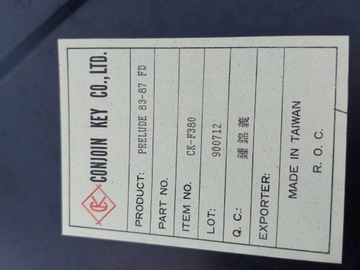 CONJOIN KEY CO., LTD.
PRODUCT: PRELUDE 83-87 FD
PART NO.
ITEM NO. CK-F380
LOT: 900712
Q. C.: 鍾錦義
EXPORTER:
MADE IN TAIWAN
R. O. C.